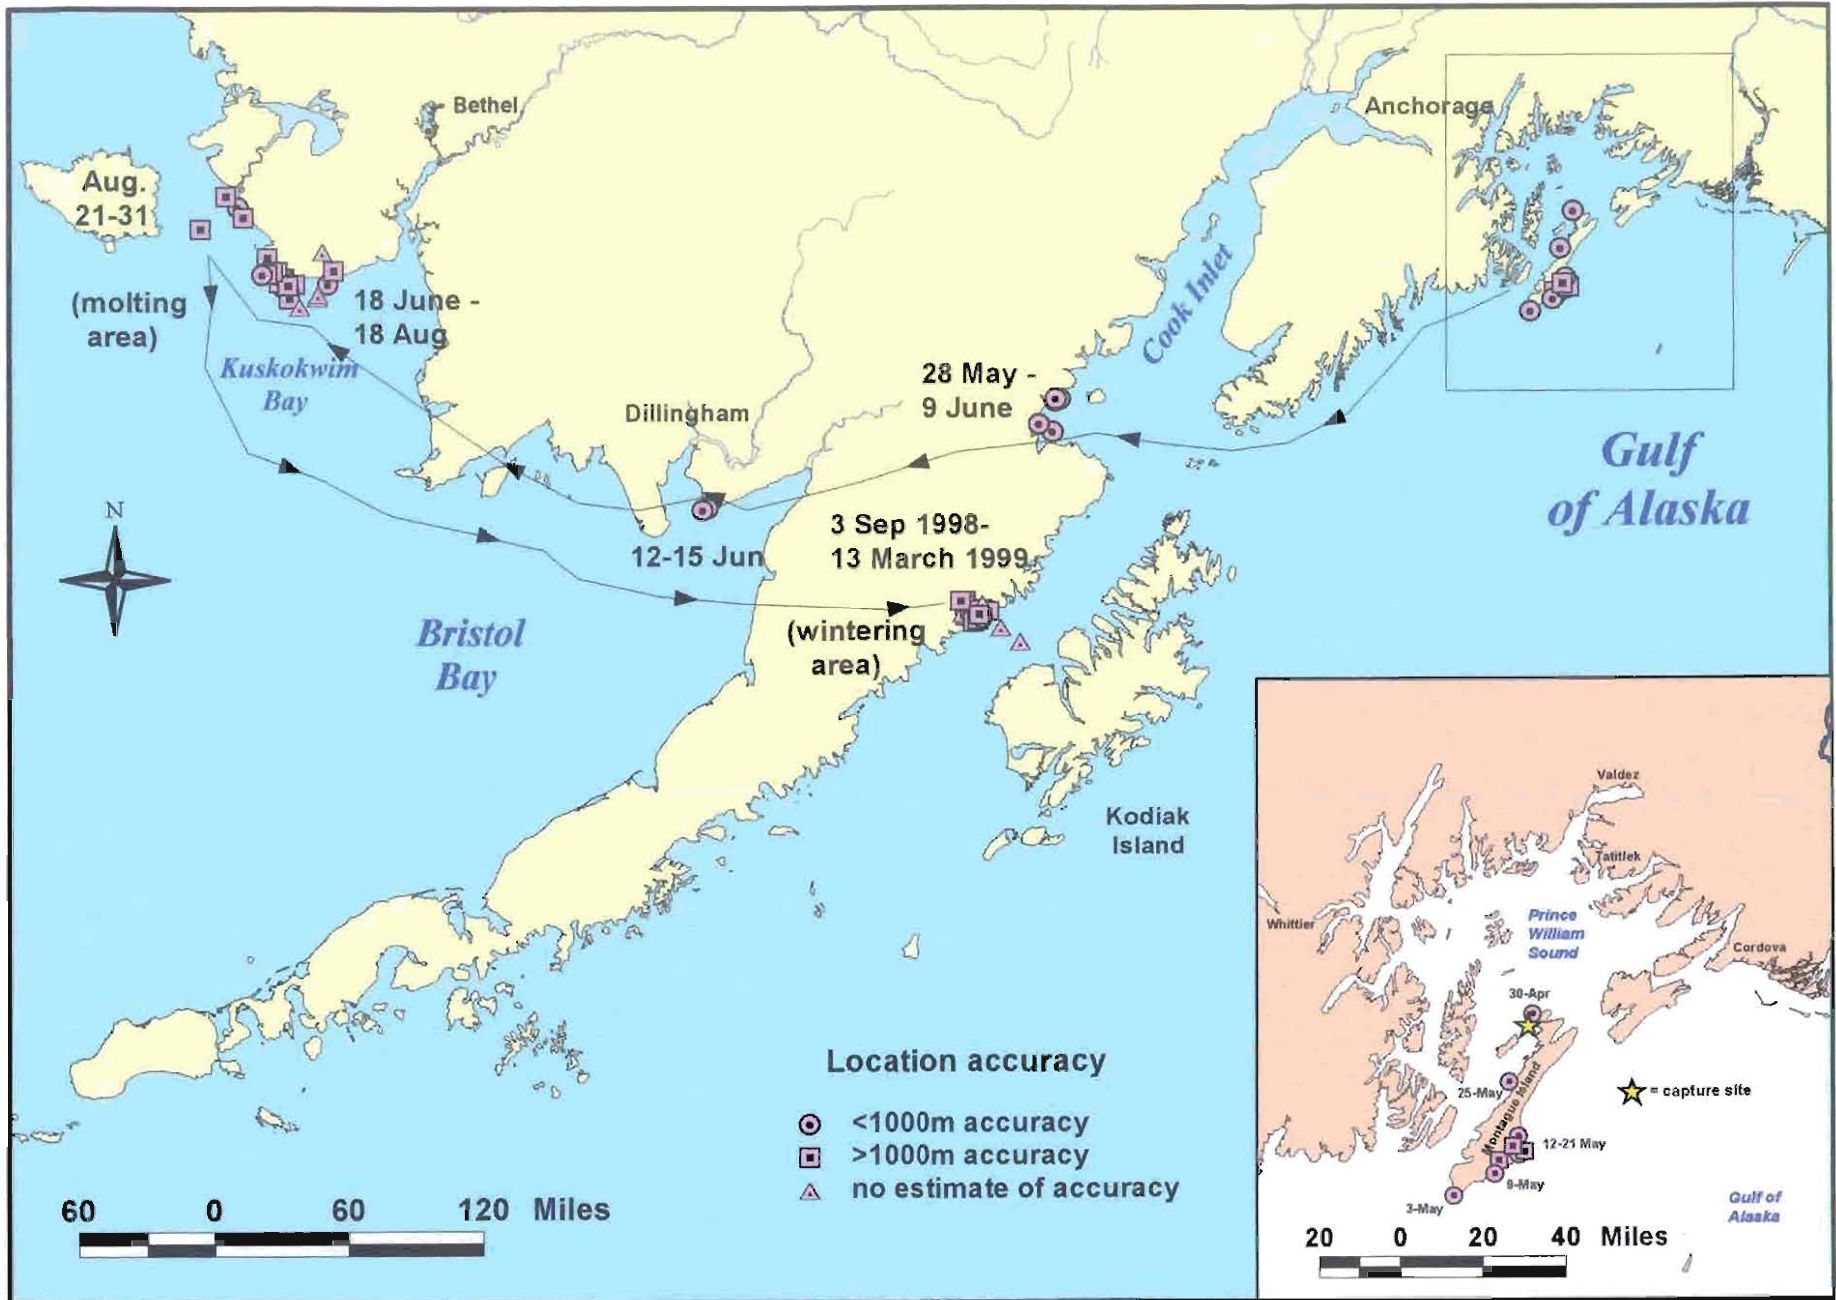 Bethel
Anchorage
Aug.
21-31
(molting
area)
18 June -
18 Aug
Kuskokwim
Bay
Cook Inlet
28 May -
9 June
Dillingham
Gulf
of Alaska
N
12-15 Jun
3 Sep 1998-
13 March 1999
(wintering
area)
Bristol
Bay
Kodiak
Island
Location accuracy
<1000m accuracy
>1000m accuracy
no estimate of accuracy
60 0 60 120 Miles
Valdez
Tatitlek
Whittier
Prince
William
Sound
Cordova
30-Apr
25-May
Montague Island
= capture site
12-21 May
9-May
3-May
Gulf of
Alaska
20 0 20 40 Miles